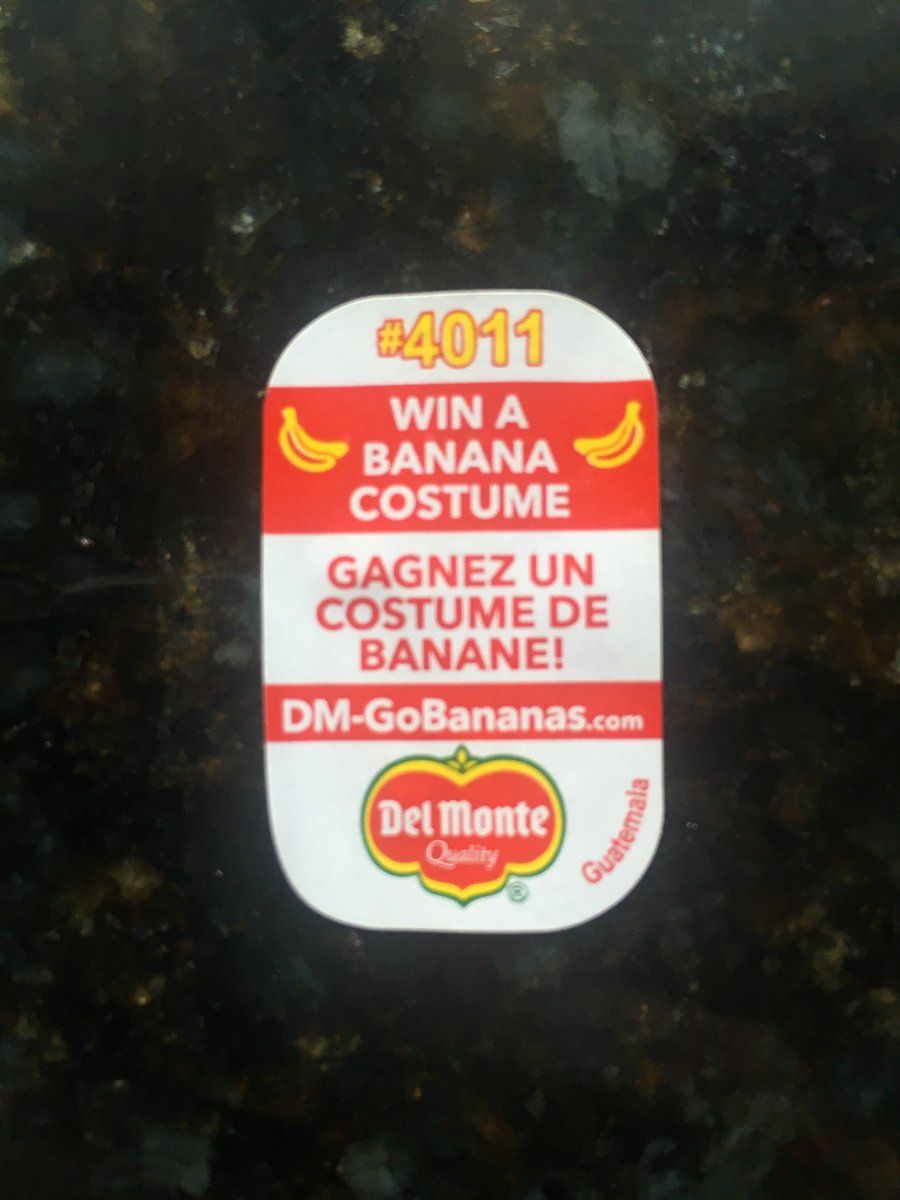 #4011
WIN A
BANANA
COSTUME
GAGNEZ UN
COSTUME DE
BANANE!
DM-GoBananas.com
Del Monte
Quality
®
Guatemala